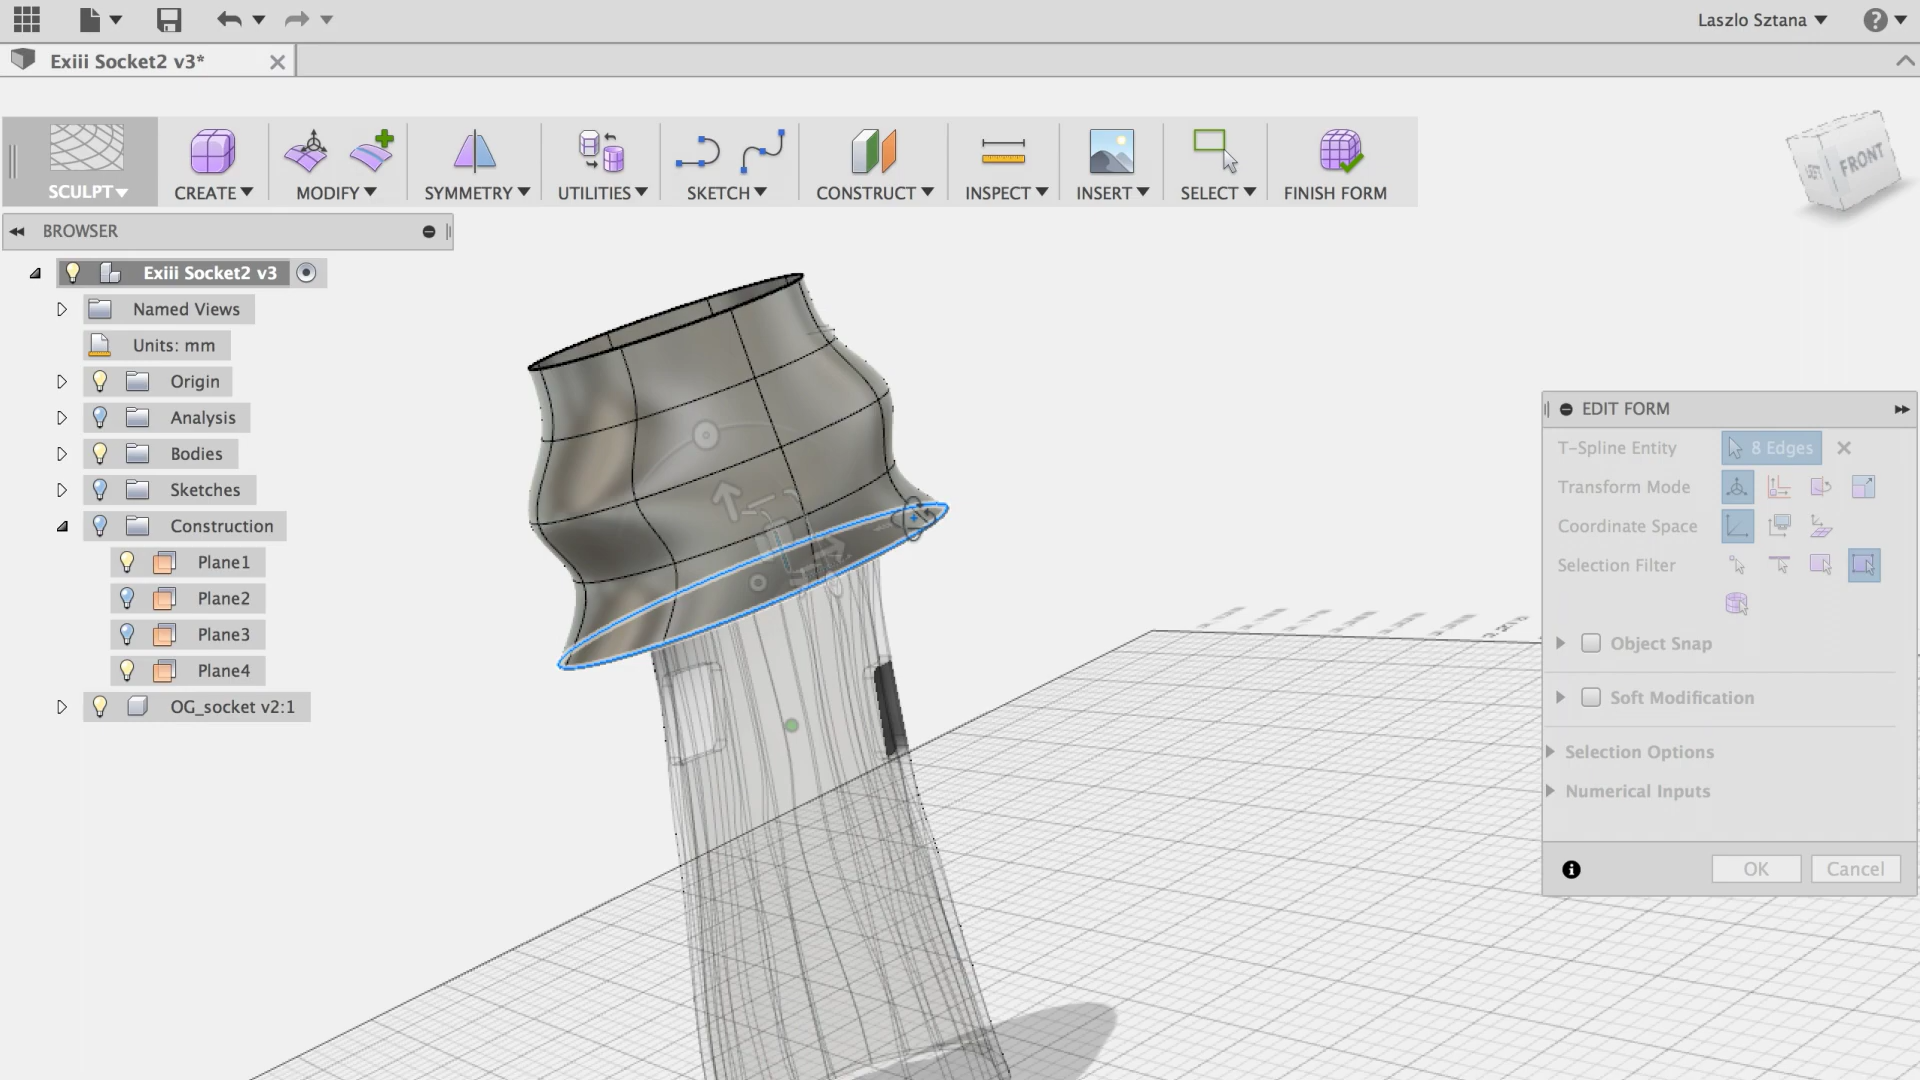 Laszlo Sztana
Exiii Socket2 v3*
SCULPT
CREATE
MODIFY
SYMMETRY
UTILITIES
SKETCH
CONSTRUCT
INSPECT
INSERT
SELECT
FINISH FORM
LEFT
FRONT
BROWSER
Exiii Socket2 v3
Named Views
Units: mm
Origin
Analysis
Bodies
Sketches
Construction
Plane1
Plane2
Plane3
Plane4
OG_socket v2:1
EDIT FORM
T-Spline Entity
8 Edges
Transform Mode
Coordinate Space
Selection Filter
Object Snap
Soft Modification
Selection Options
Numerical Inputs
OK
Cancel